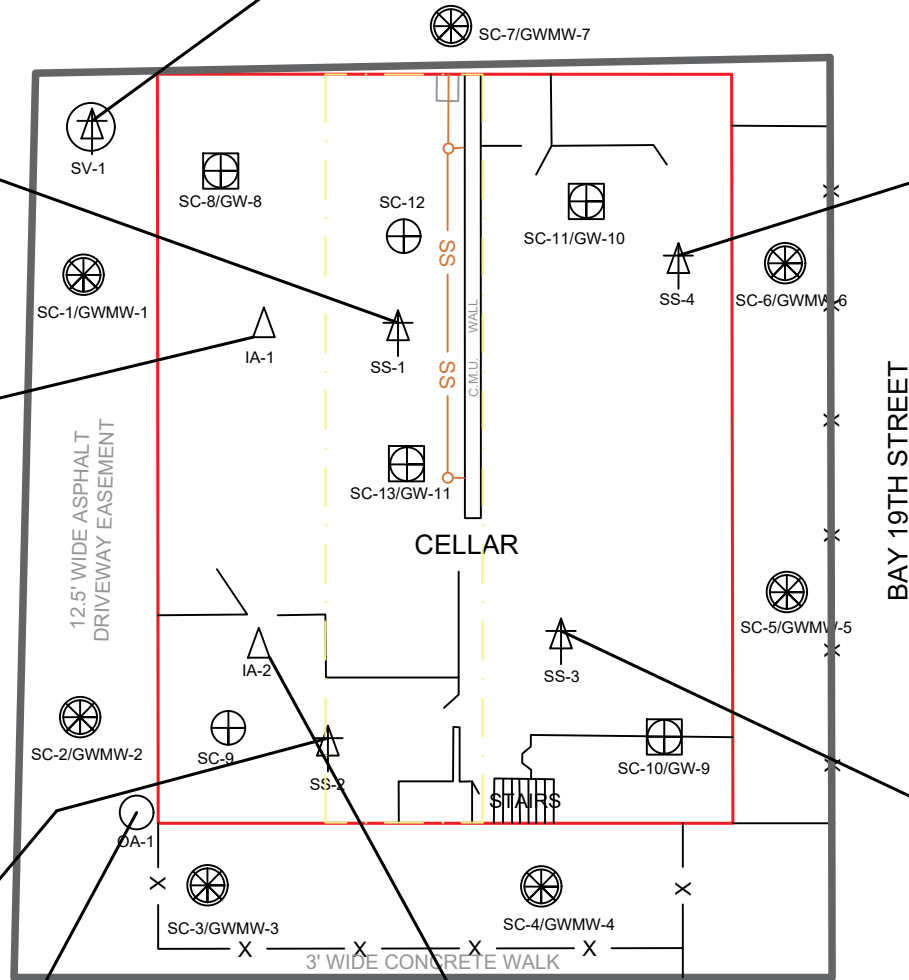 SC-7/GWMW-7
SV-1
SC-8/GW-8
SC-12
SC-11/GW-10
SS
SS-4
SC-6/GWMW-6
SC-1/GWMW-1
WALL
IA-1
SS-1
SS
C.M.U.
BAY 19TH STREET
12.5' WIDE ASPHALT
DRIVEWAY EASEMENT
SC-13/GW-11
CELLAR
SC-5/GWMW-5
IA-2
SS-3
SC-2/GWMW-2
SC-9
SC-10/GW-9
SS-2
STAIRS
OA-1
X
X
SC-3/GWMW-3
SC-4/GWMW-4
X X X X
3' WIDE CONCRETE WALK
X
X
X
X
X
X